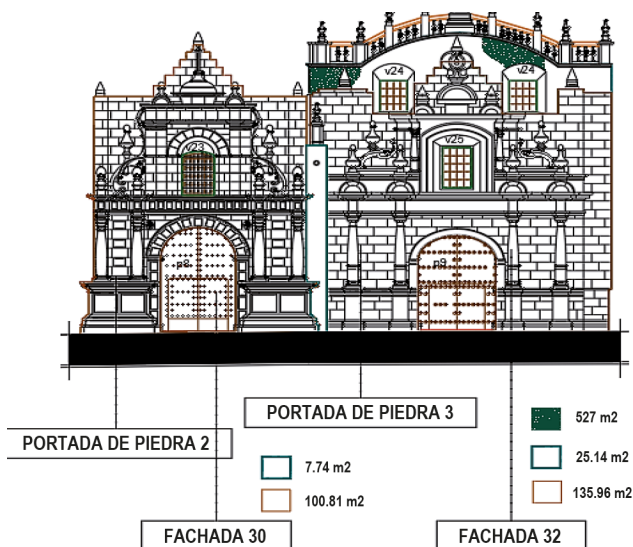 v24
v24
v23
v25
p8
p9
PORTADA DE PIEDRA 2
PORTADA DE PIEDRA 3
527 m2
7.74 m2
25.14 m2
100.81 m2
135.96 m2
FACHADA 30
FACHADA 32